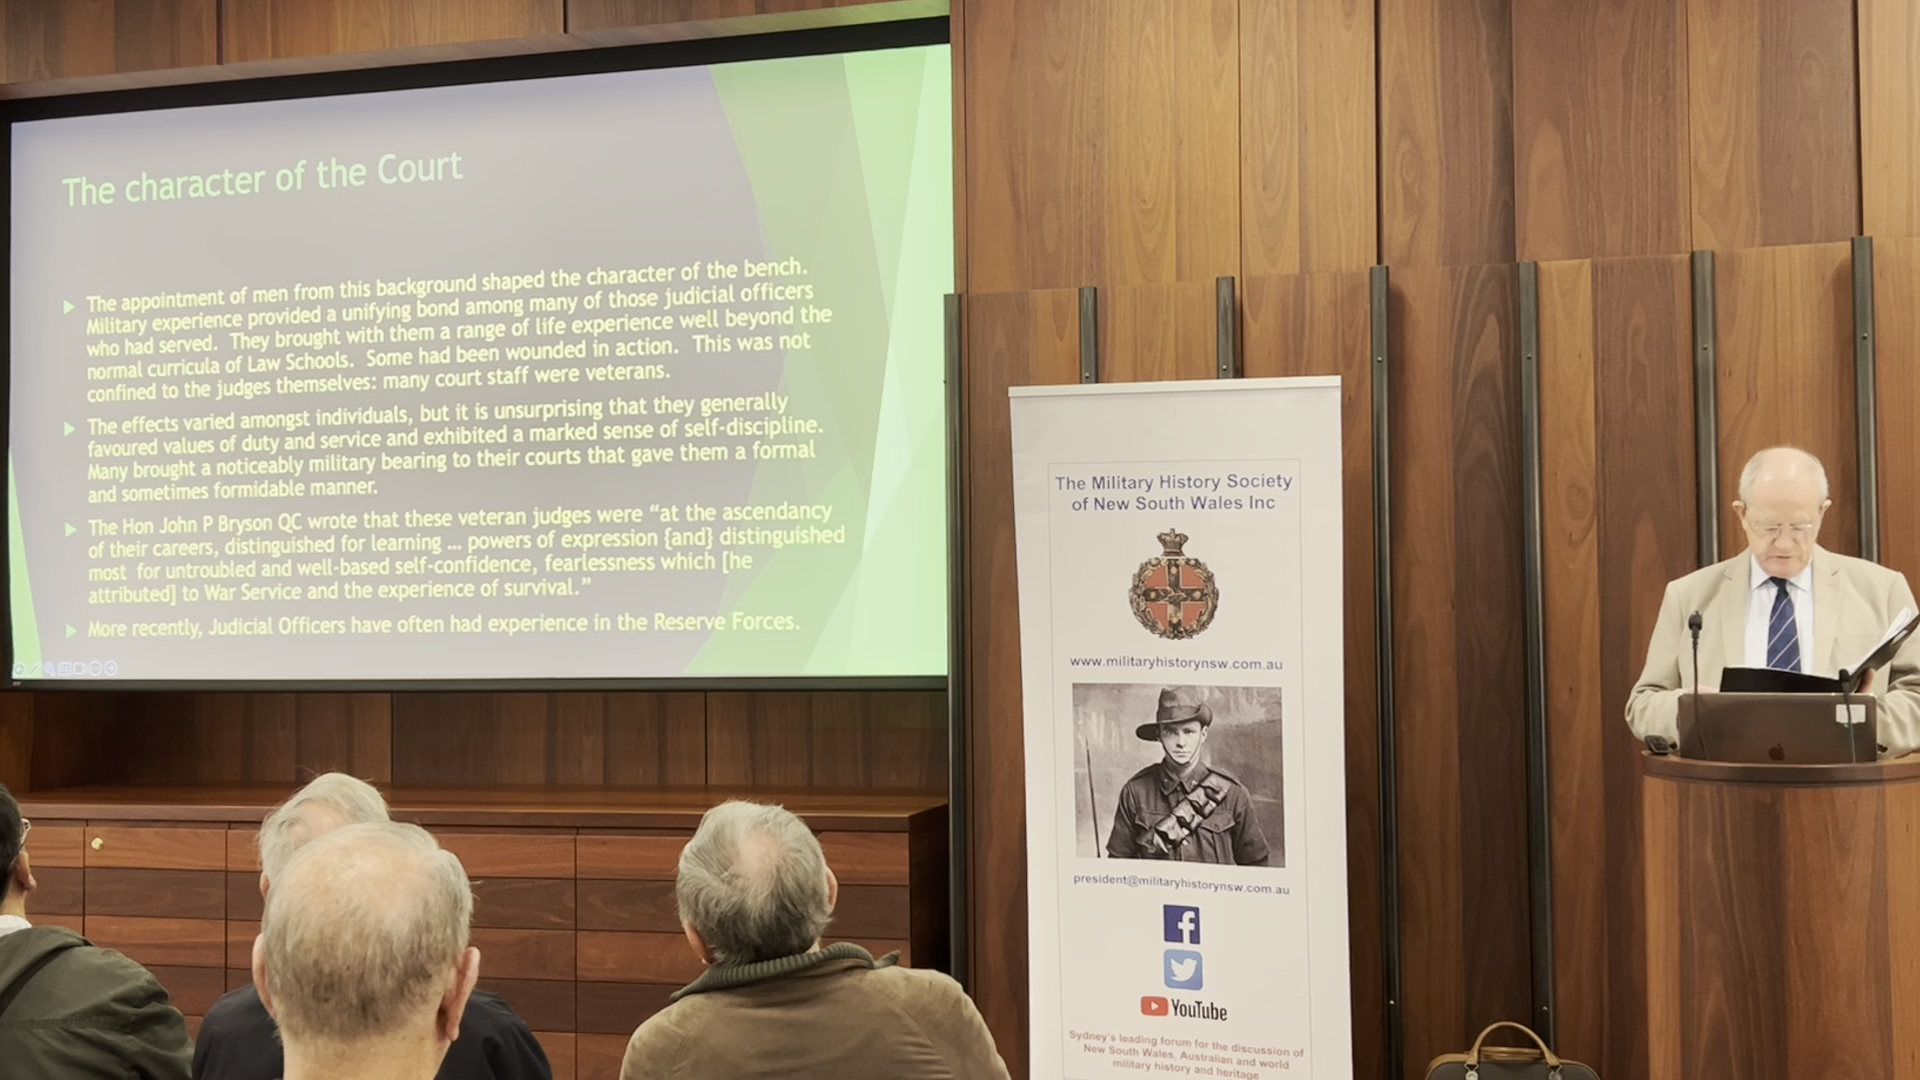 The character of the Court
The appointment of men from this background shaped the character of the bench.
Military experience provided a unifying bond among many of those judicial officers
who had served. They brought with them a range of life experience well beyond the
normal curricula of Law Schools. Some had been wounded in action. This was not
confined to the judges themselves: many court staff were veterans.
The effects varied amongst individuals, but it is unsurprising that they generally
favoured values of duty and service and exhibited a marked sense of self-discipline.
Many brought a noticeably military bearing to their courts that gave them a formal
and sometimes formidable manner.
The Hon John P Bryson QC wrote that these veteran judges were “at the ascendancy
of their careers, distinguished for learning ... powers of expression {and} distinguished
most for untroubled and well-based self-confidence, fearlessness which [he
attributed] to War Service and the experience of survival.”
More recently, Judicial Officers have often had experience in the Reserve Forces.
The Military History Society
of New South Wales Inc
www.militaryhistorynsw.com.au
president@militaryhistorynsw.com.au
YouTube
Sydney's leading forum for the discussion of
New South Wales, Australian and world
military history and heritage